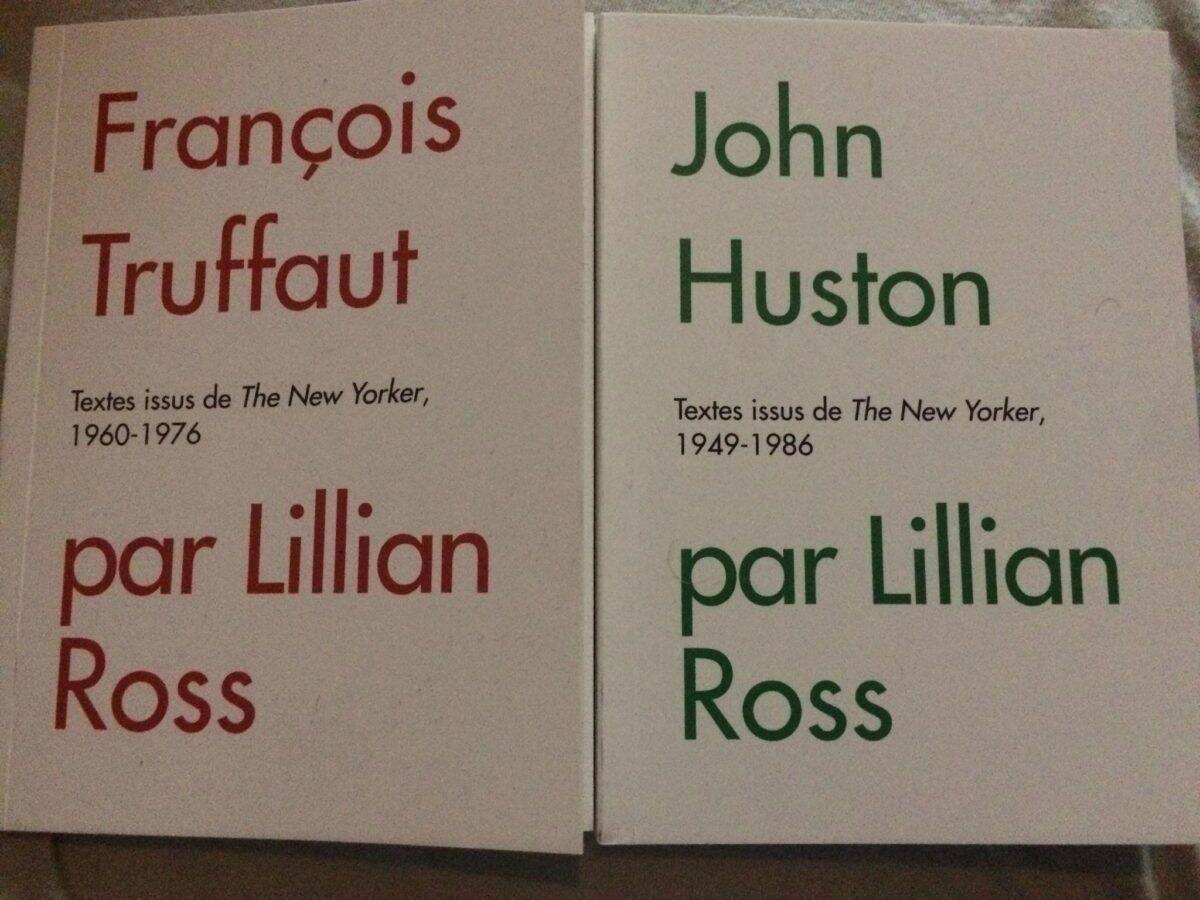 François
Truffaut
Textes issus de The New Yorker,
1960-1976
par Lillian
Ross
John
Huston
Textes issus de The New Yorker,
1949-1986
par Lillian
Ross